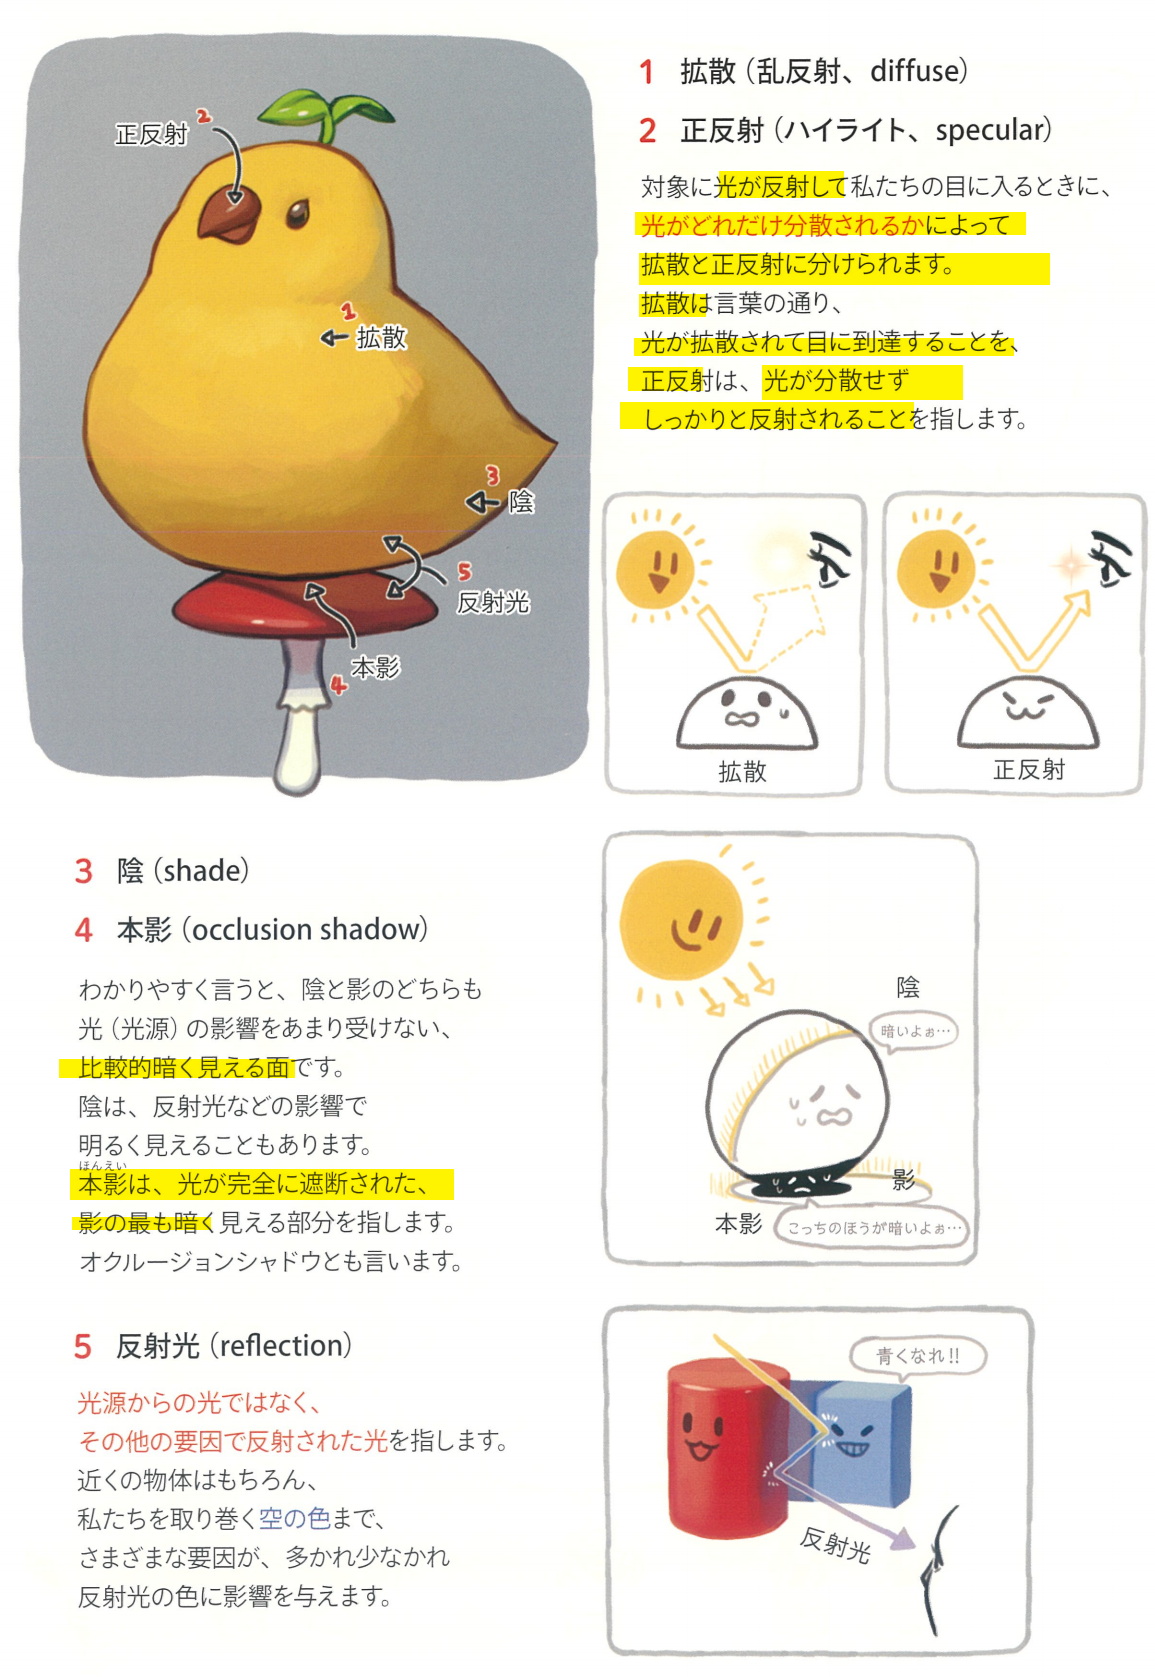 正反射 2
1
拡散
3
陰
5
反射光
本影
4
1 拡散（乱反射、diffuse）
2 正反射（ハイライト、specular）
対象に光が反射して私たちの目に入るときに、
光がどれだけ分散されるかによって
拡散と正反射に分けられます。
拡散は言葉の通り、
光が拡散されて目に到達することを、
正反射は、光が分散せず
しっかりと反射されることを指します。
拡散
正反射
3 陰（shade）
4 本影（occlusion shadow）
わかりやすく言うと、陰と影のどちらも
光（光源）の影響をあまり受けない、
比較的暗く見える面です。
陰は、反射光などの影響で
明るく見えることもあります。
ほんえい
本影は、光が完全に遮断された、
影の最も暗く見える部分を指します。
オクルージョンシャドウとも言います。
陰
暗いよぉ…
影
本影
こっちのほうが暗いよぉ…
5 反射光（reflection）
光源からの光ではなく、
その他の要因で反射された光を指します。
近くの物体はもちろん、
私たちを取り巻く空の色まで、
さまざまな要因が、多かれ少なかれ
反射光の色に影響を与えます。
青くなれ!!
反射光